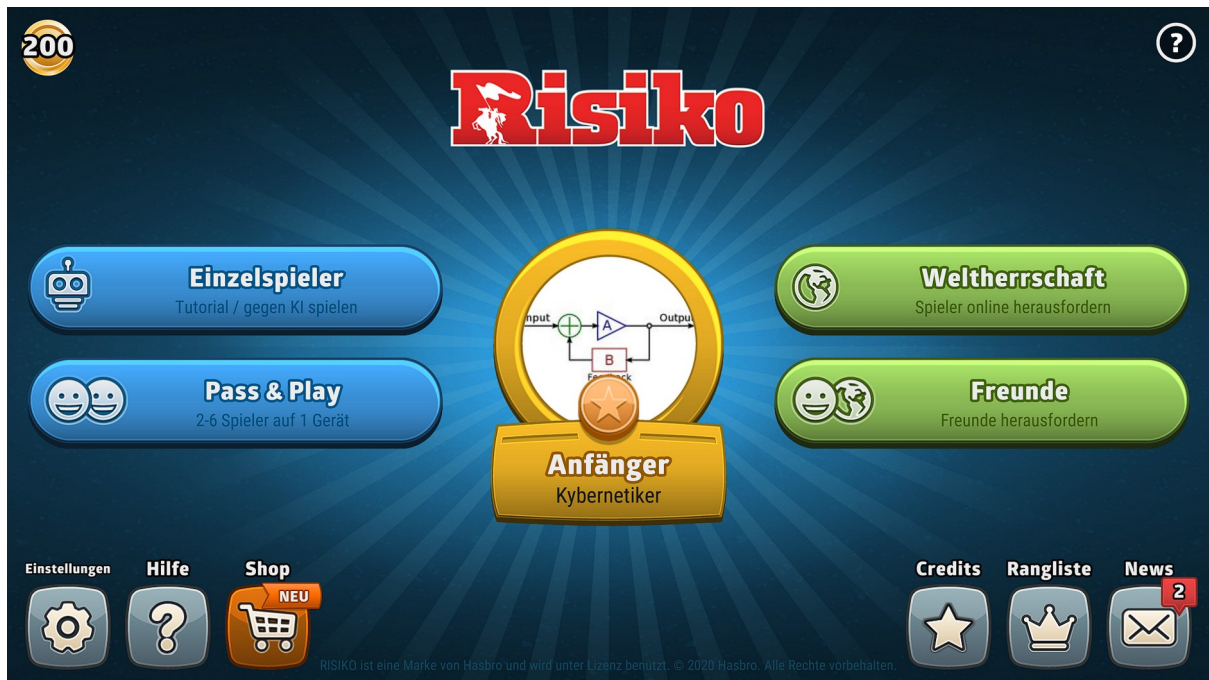 200
?
Risiko
Einzelspieler
Tutorial / gegen KI spielen
Pass & Play
2-6 Spieler auf 1 Gerät
nput
A
Outpu
B
Anfänger
Kybernetiker
Weltherrschaft
Spieler online herausfordern
Freunde
Freunde herausfordern
Einstellungen
Hilfe
?
Shop
NEU
Credits
Rangliste
News
2
RISIKO ist eine Marke von Hasbro und wird unter Lizenz benutzt. © 2020 Hasbro. Alle Rechte vorbehalten.